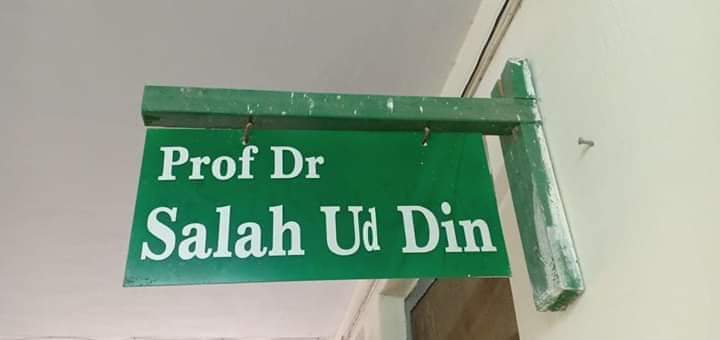 Prof Dr
Salah Ud Din